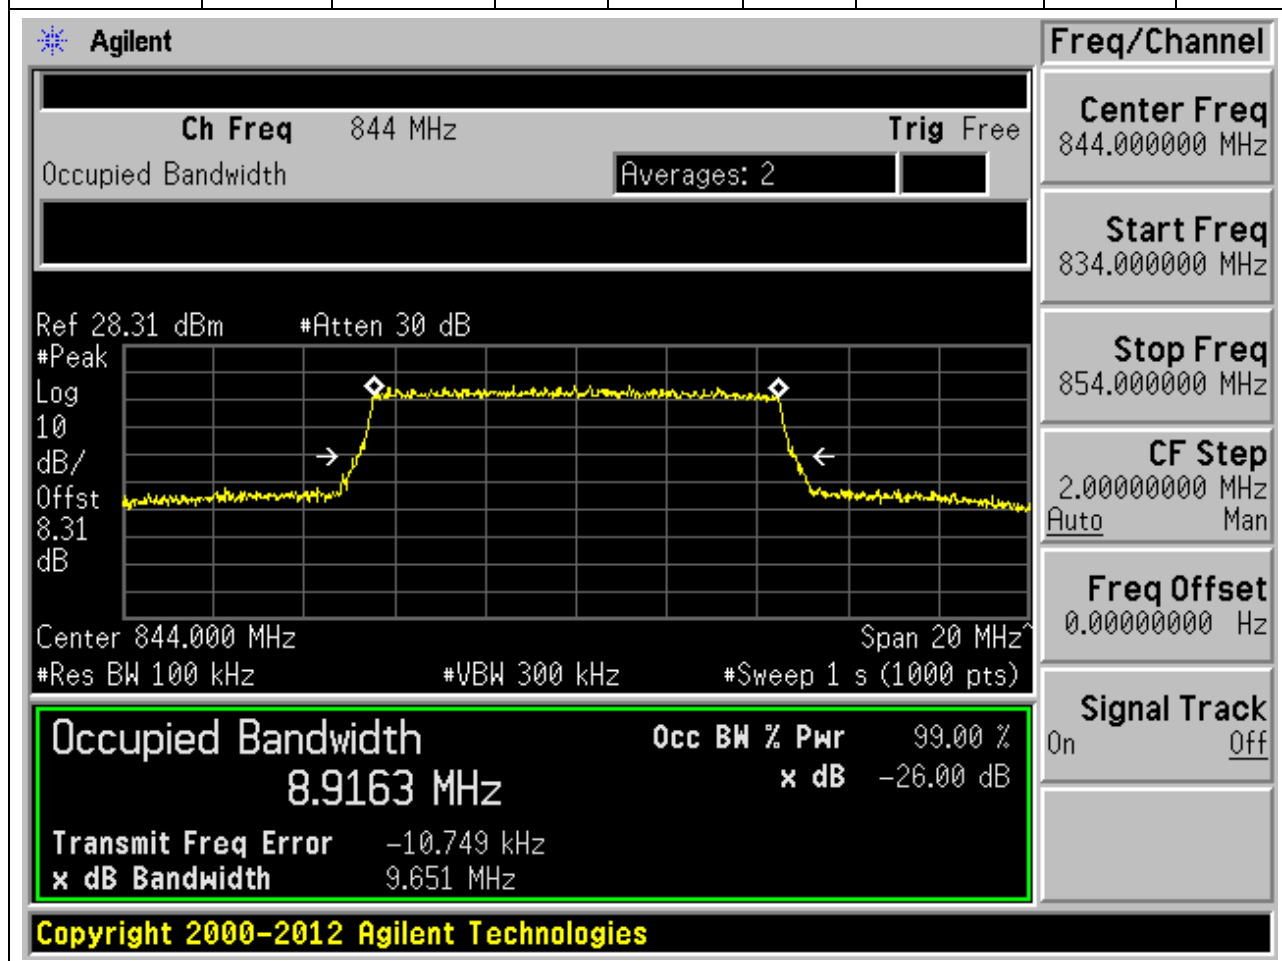 Agilent
Freq/Channel
Ch Freq 844 MHz Trig Free
Occupied Bandwidth Averages: 2
Center Freq
844.000000 MHz
Start Freq
834.000000 MHz
Stop Freq
854.000000 MHz
CF Step
2.00000000 MHz
Auto Man
Freq Offset
0.00000000 Hz
Signal Track
On Off
Ref 28.31 dBm #Atten 30 dB
#Peak
Log
10
dB/
Offst
8.31
dB
Center 844.000 MHz Span 20 MHz^
#Res BW 100 kHz #VBW 300 kHz #Sweep 1 s (1000 pts)
Occupied Bandwidth Occ BW % Pwr 99.00 %
8.9163 MHz x dB -26.00 dB
Transmit Freq Error -10.749 kHz
x dB Bandwidth 9.651 MHz
Copyright 2000-2012 Agilent Technologies